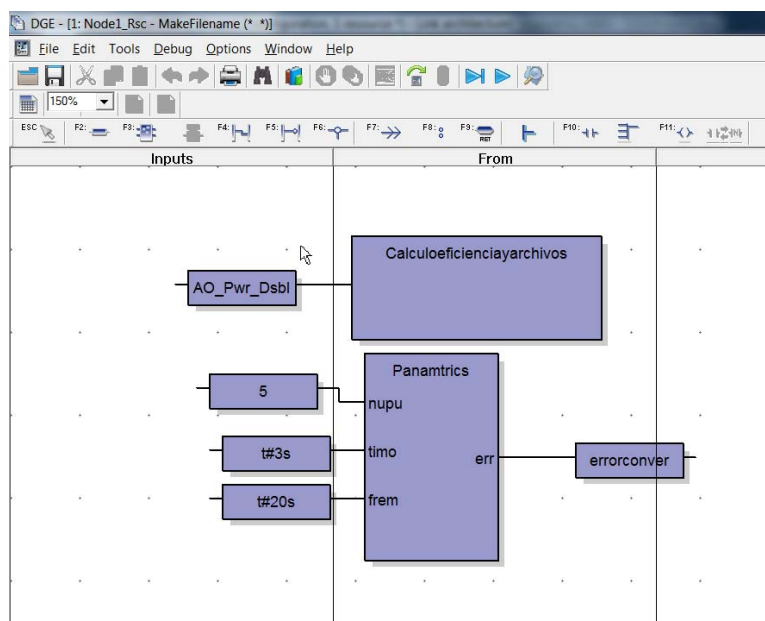 DGE - [1: Node1_Rsc - MakeFilename (* *)]
File Edit Tools Debug Options Window Help
150%
ESC F2: F3: F4: F5: F6: F7: F8: F9: RET F10: F11:
Inputs From
Calculoeficienciayarchivos
AO_Pwr_Dsbl
Panamtrics
5
nupu
t#3s timo err errorconver
t#20s frem